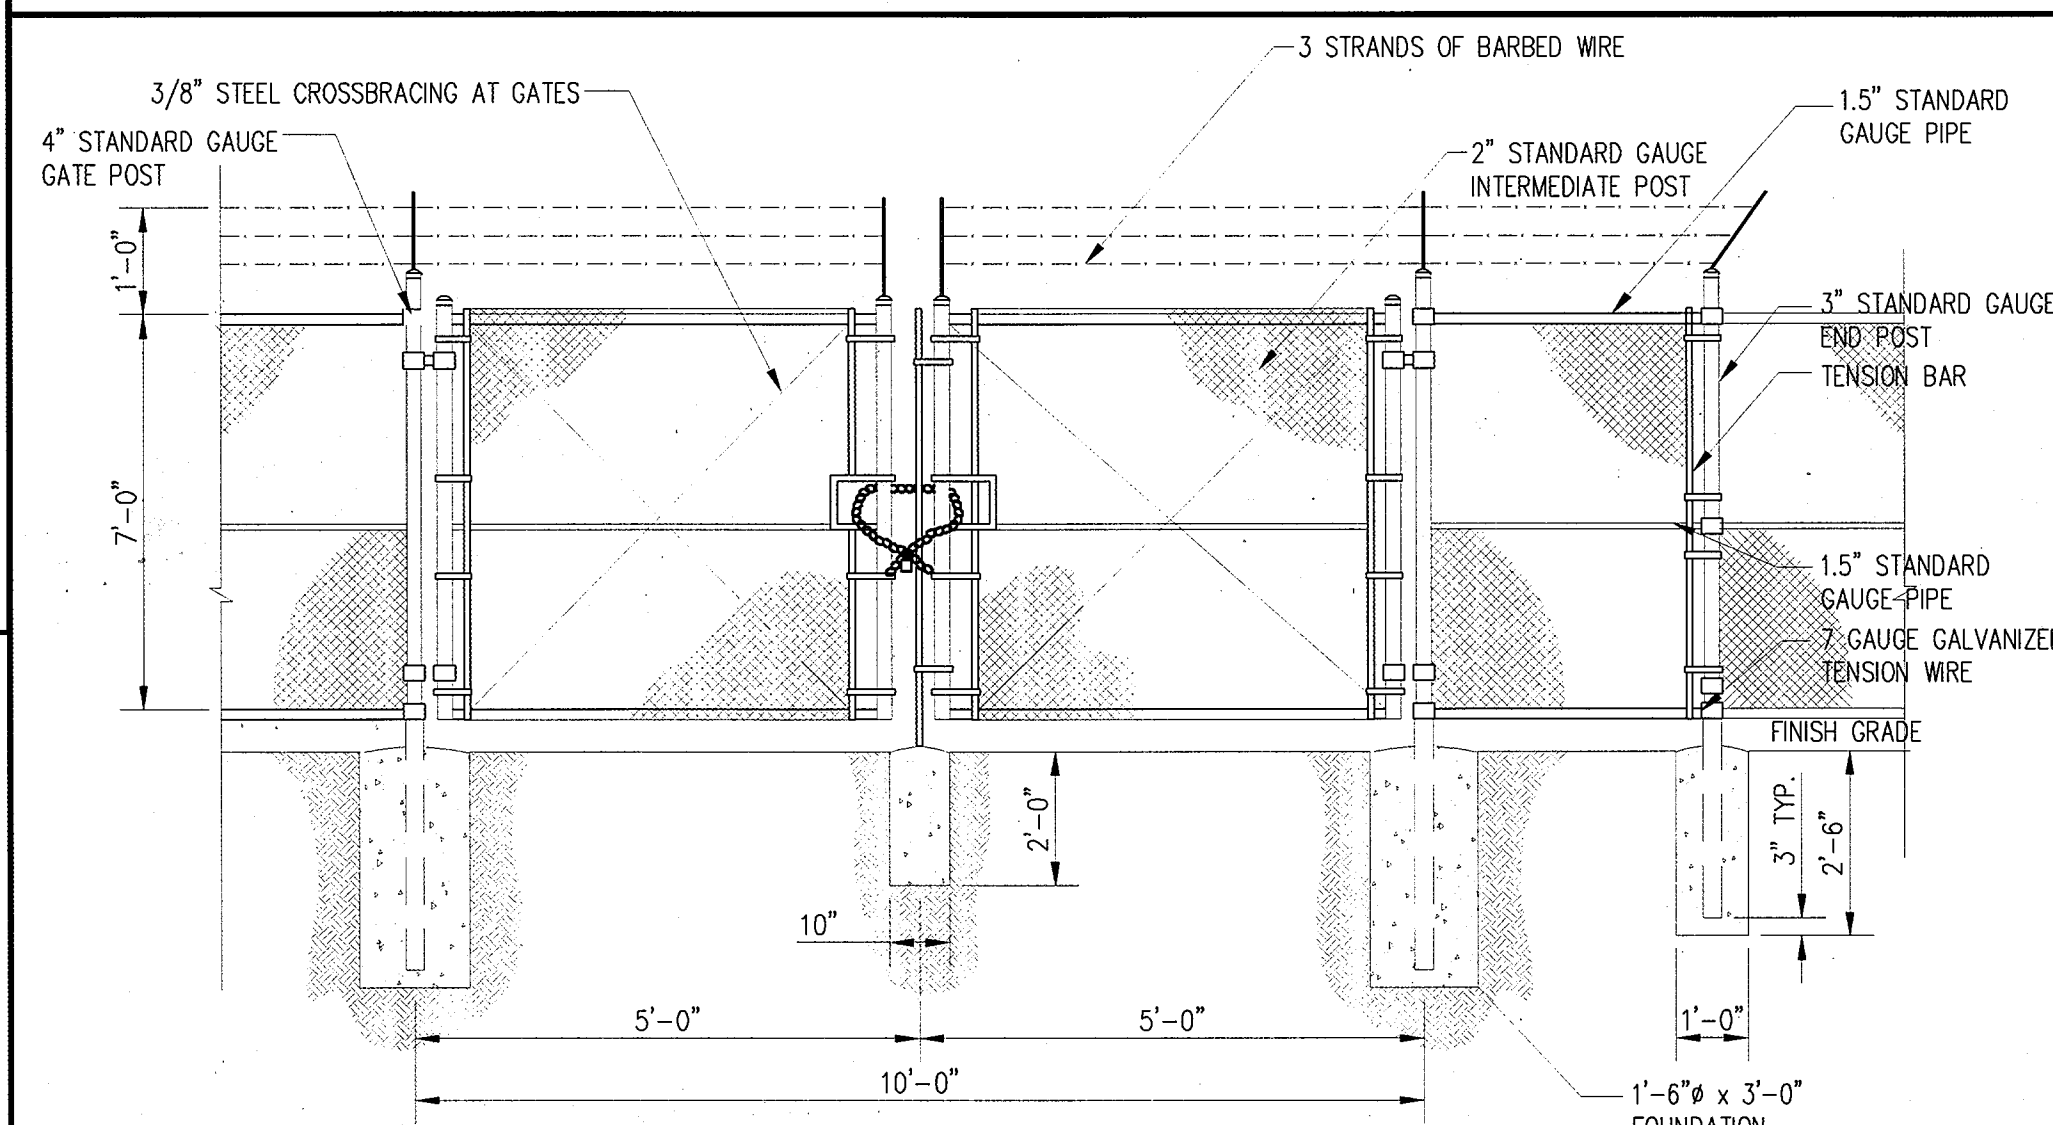 3 STRANDS OF BARBED WIRE
3/8" STEEL CROSSBRACING AT GATES
4" STANDARD GAUGE
GATE POST
1.5" STANDARD
GAUGE PIPE
2" STANDARD GAUGE
INTERMEDIATE POST
1'-0"
7'-0"
3" STANDARD GAUGE
END POST
TENSION BAR
1.5" STANDARD
GAUGE PIPE
7 GAUGE GALVANIZED
TENSION WIRE
FINISH GRADE
2'-0"
3" TYP.
2'-6"
10"
5'-0"
5'-0"
1'-0"
10'-0"
1'-6"ø x 3'-0"
FOUNDATION